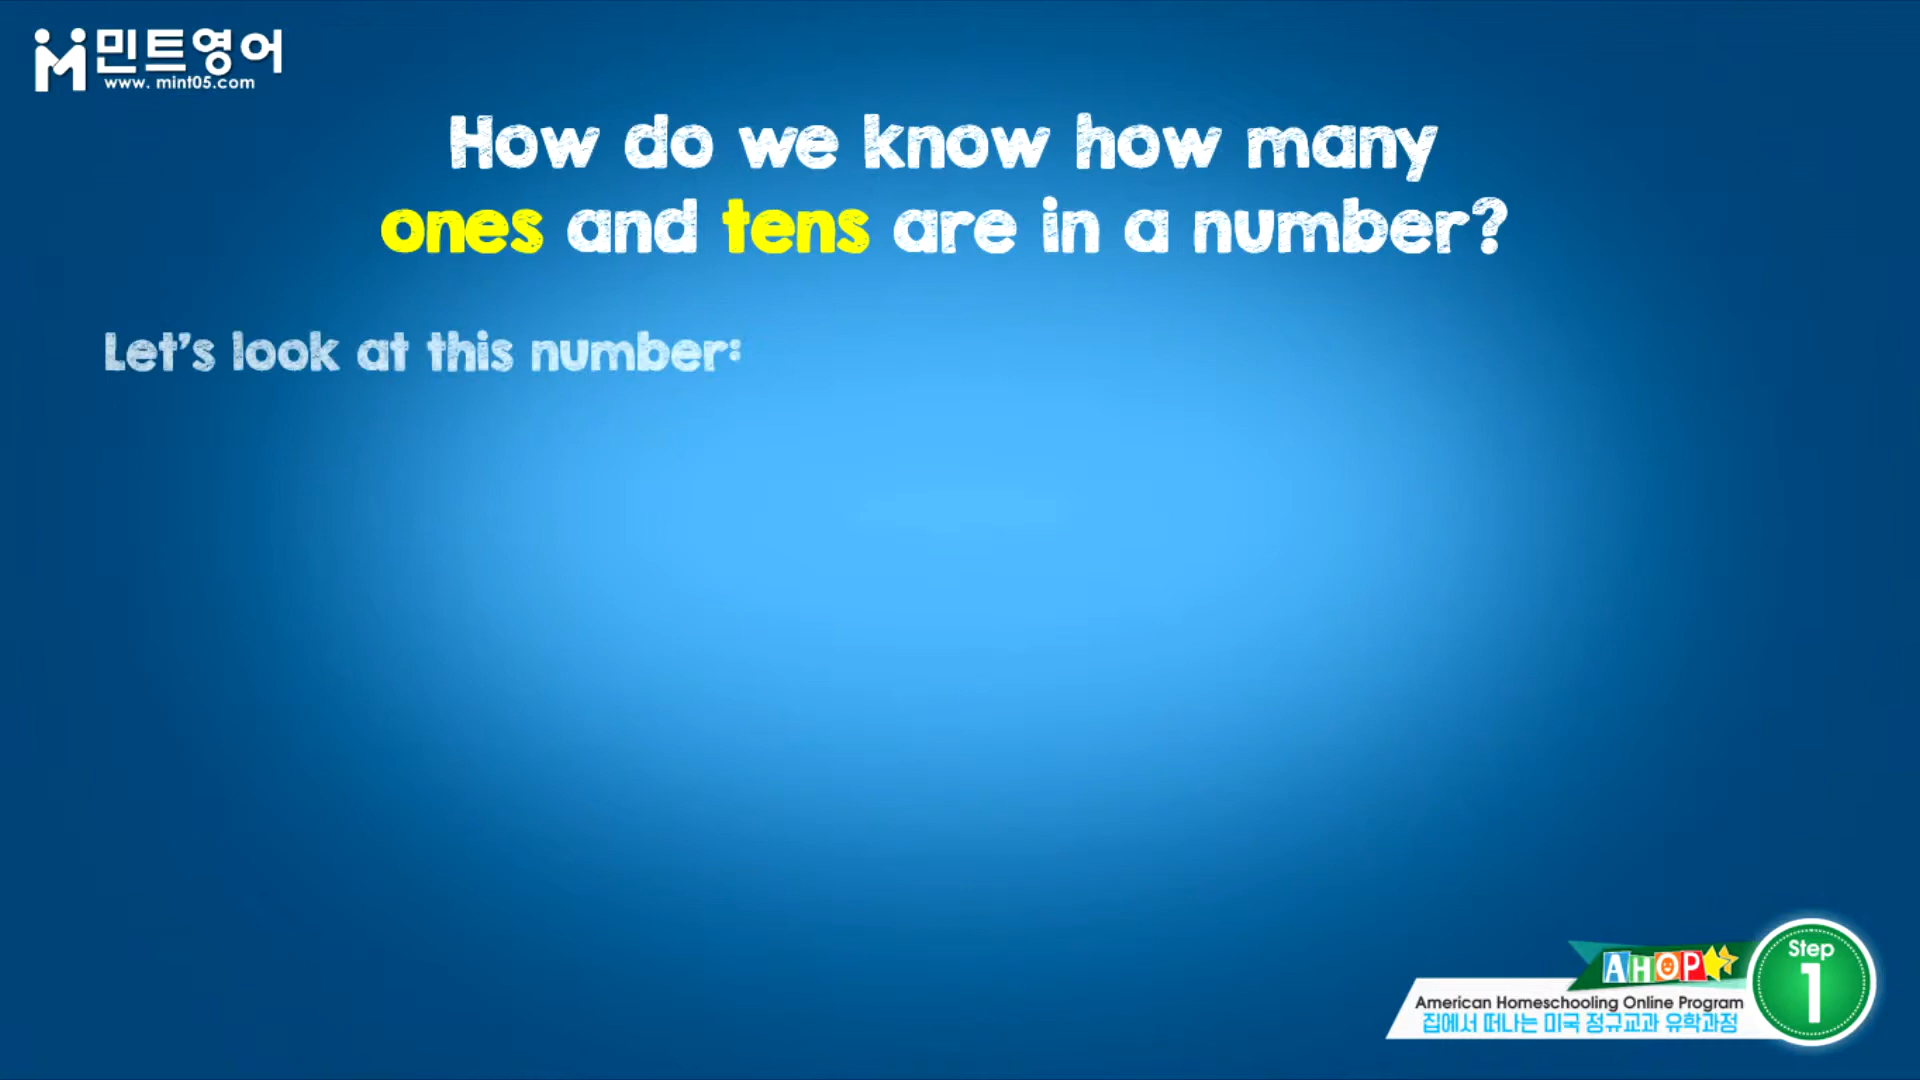 민트영어
www. mint05.com
How do we know how many
ones and tens are in a number?
Let's look at this number:
AHOP
Step
1
American Homeschooling Online Program
집에서 떠나는 미국 정규교과 유학과정